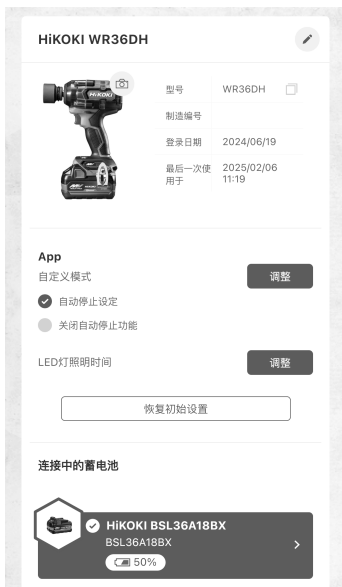 HiKOKI WR36DH
HiKOKI
型号 WR36DH
制造编号
登录日期 2024/06/19
最后一次使用于 2025/02/06 11:19
App
自定义模式 调整
自动停止设定
关闭自动停止功能
LED灯照明时间 调整
恢复初始设置
连接中的蓄电池
HiKOKI BSL36A18BX
BSL36A18BX
50%